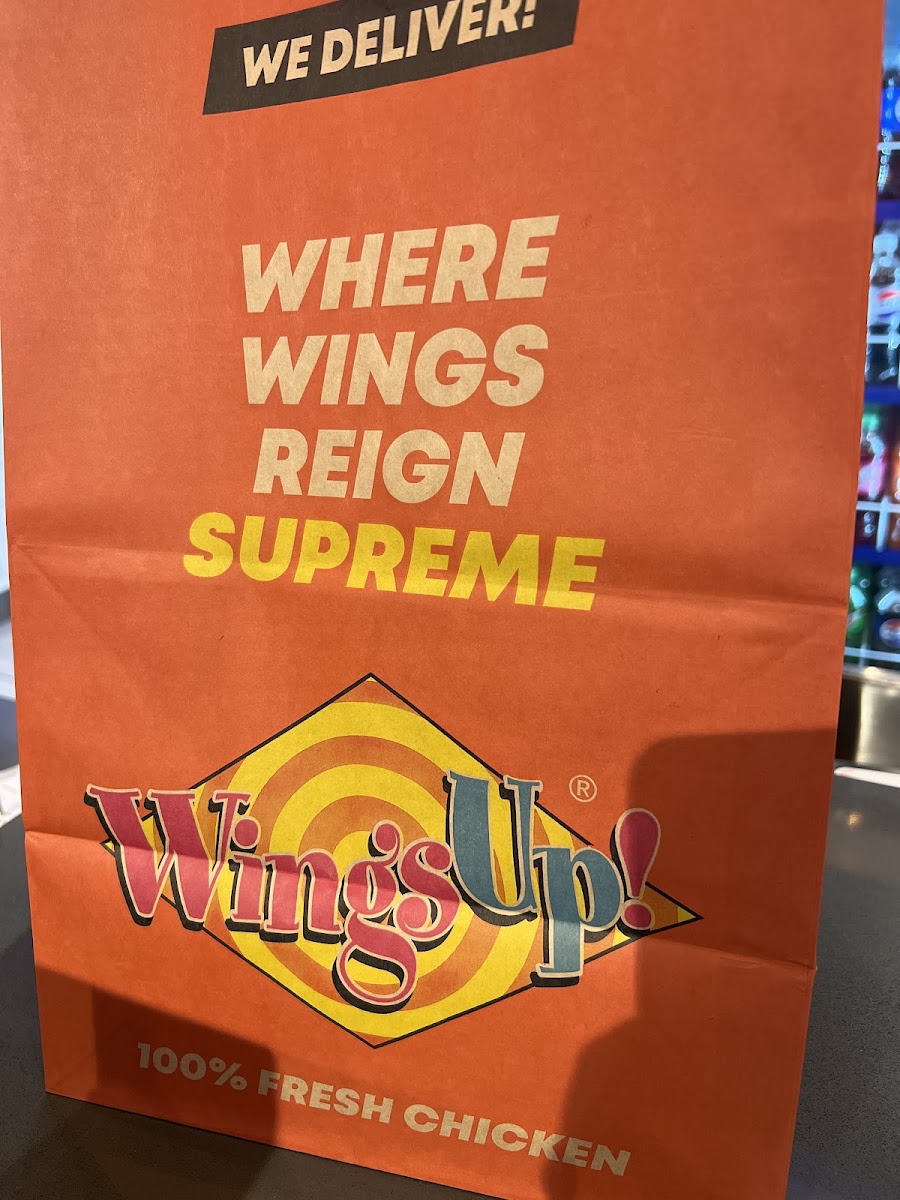 WE DELIVER!
WHERE
WINGS
REIGN
SUPREME
WingsUp!®
100% FRESH CHICKEN